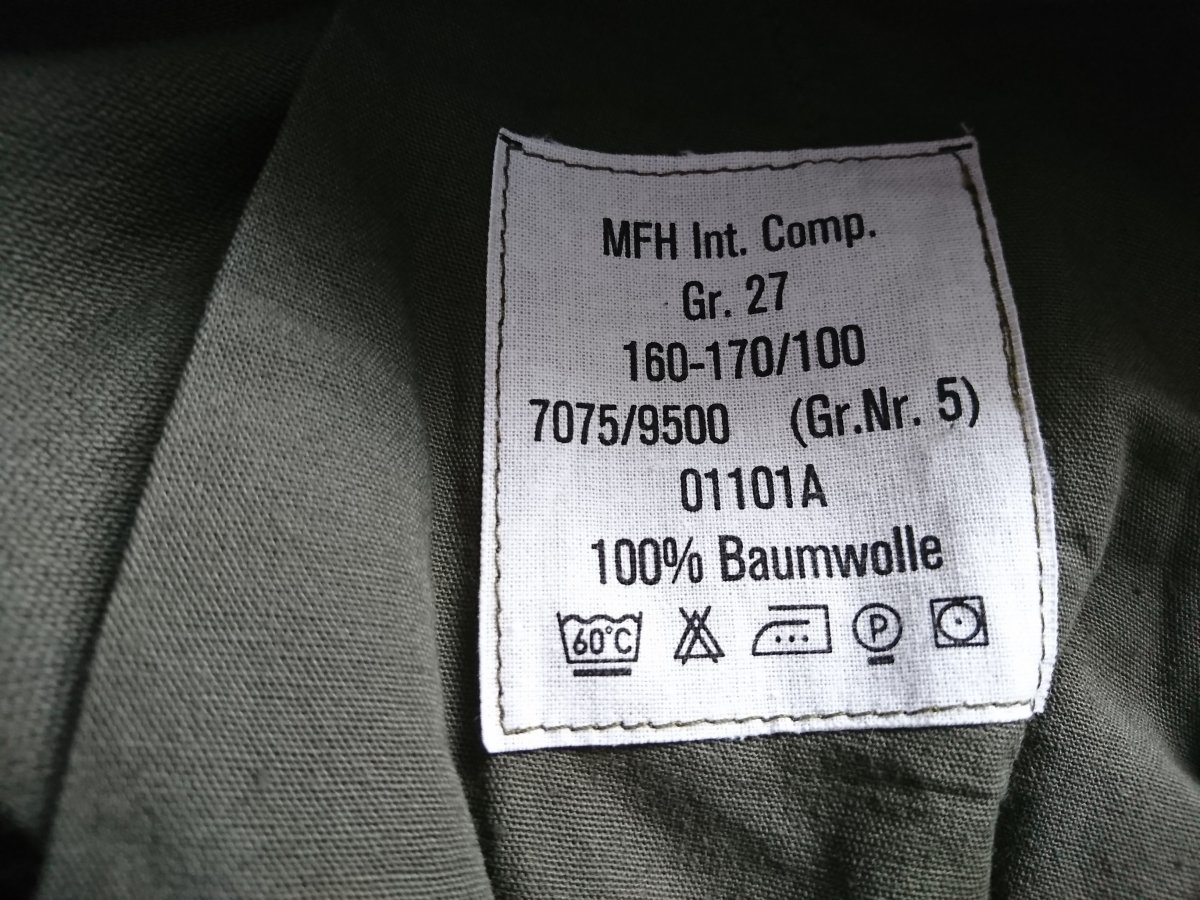 MFH Int. Comp.
Gr. 27
160-170/100
7075/9500 (Gr.Nr. 5)
01101A
100% Baumwolle
60°C P